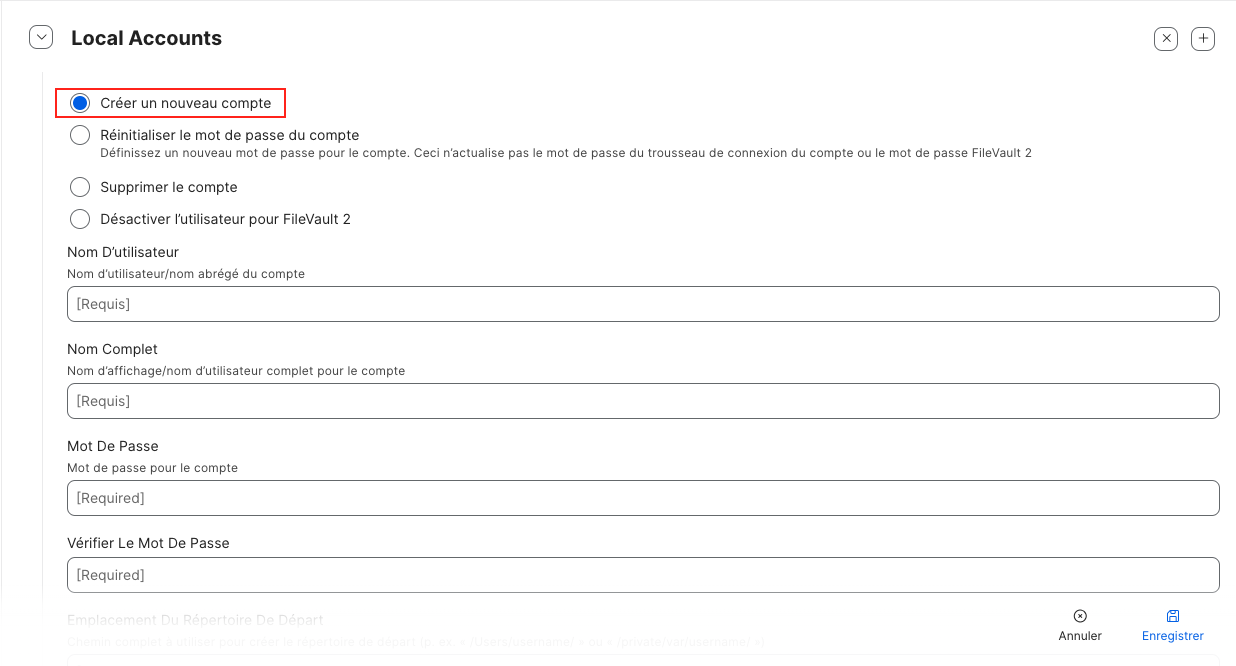 Local Accounts
Créer un nouveau compte
Réinitialiser le mot de passe du compte
Définissez un nouveau mot de passe pour le compte. Ceci n’actualise pas le mot de passe du trousseau de connexion du compte ou le mot de passe FileVault 2
Supprimer le compte
Désactiver l’utilisateur pour FileVault 2
Nom D’utilisateur
Nom d’utilisateur/nom abrégé du compte
[Requis]
Nom Complet
Nom d’affichage/nom d’utilisateur complet pour le compte
[Requis]
Mot De Passe
Mot de passe pour le compte
[Required]
Vérifier Le Mot De Passe
[Required]
Emplacement Du Répertoire De Départ
Chemin complet à utiliser pour créer le répertoire de départ (p. ex. « /Users/username/ » ou « /private/var/username/ »)
Annuler
Enregistrer